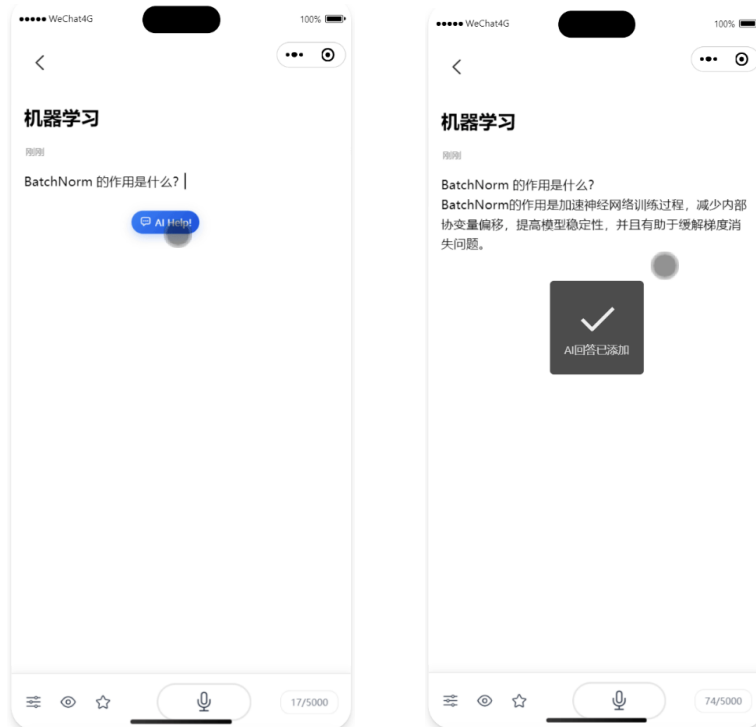 WeChat4G
100%
机器学习
刚刚
BatchNorm 的作用是什么?
AI Help!
17/5000
WeChat4G
100%
机器学习
刚刚
BatchNorm 的作用是什么?
BatchNorm的作用是加速神经网络训练过程，减少内部
协变量偏移，提高模型稳定性，并且有助于缓解梯度消
失问题。
AI回答已添加
74/5000